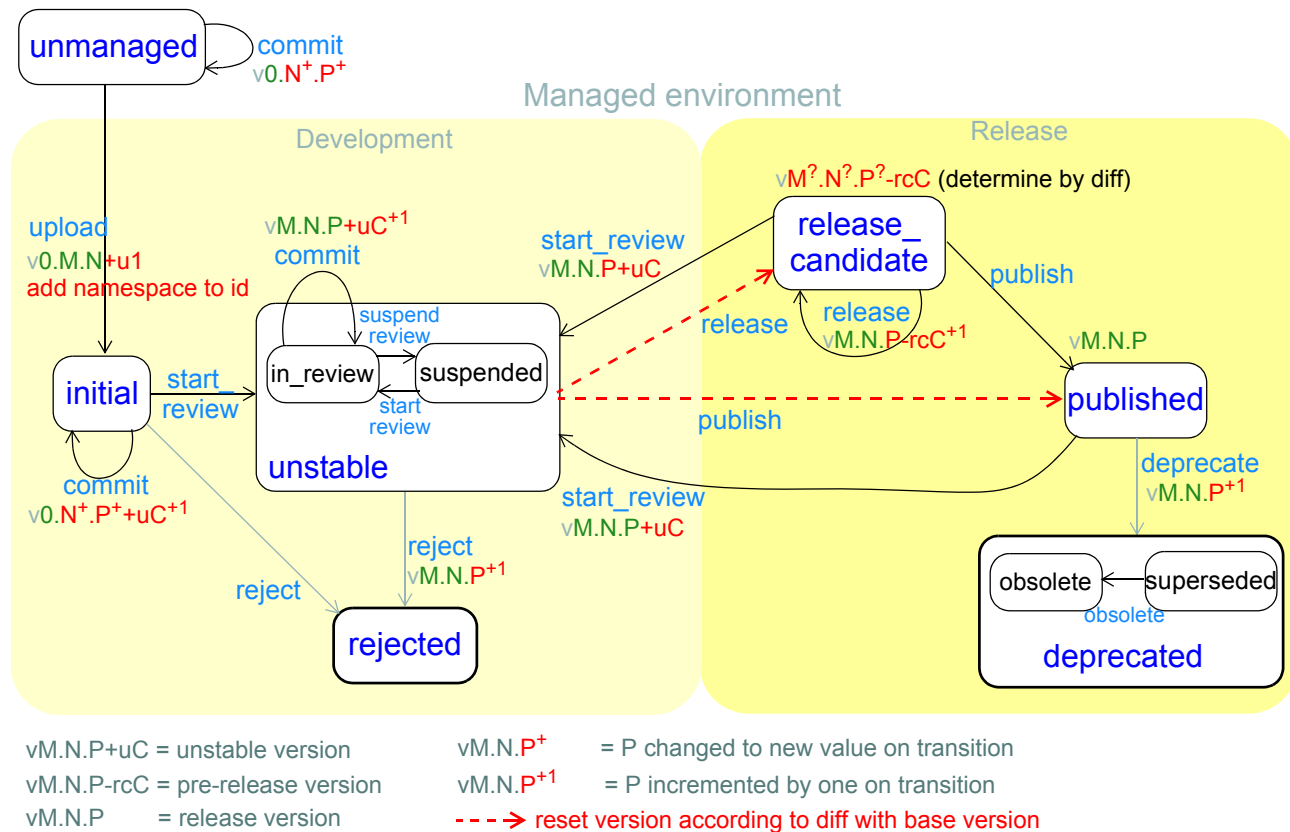 unmanaged
commit
v0.N+.P+
Managed environment
Development
Release
vM?.N?.P?-rcC (determine by diff)
upload
v0.M.N+u1
add namespace to id
vM.N.P+uC+1
commit
start_review
vM.N.P+uC
release_
candidate
publish
suspend
review
release
release
vM.N.P-rcC+1
vM.N.P
in_review
suspended
initial
start_
review
start
review
published
publish
unstable
commit
v0.N+.P++uC+1
start_review
vM.N.P+uC
deprecate
vM.N.P+1
reject
vM.N.P+1
reject
obsolete
superseded
obsolete
rejected
deprecated
vM.N.P+uC = unstable version
vM.N.P+ = P changed to new value on transition
vM.N.P-rcC = pre-release version
vM.N.P+1 = P incremented by one on transition
vM.N.P = release version
reset version according to diff with base version